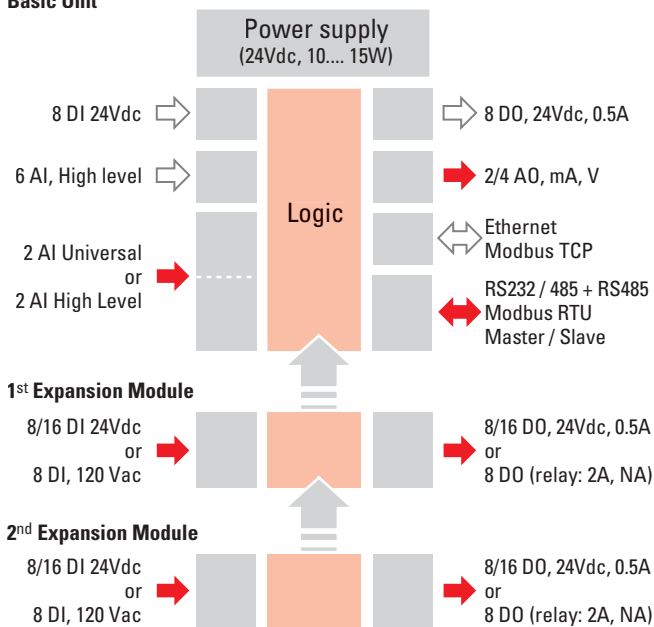 Basic Unit
Power supply
(24Vdc, 10.... 15W)
8 DI 24Vdc
8 DO, 24Vdc, 0.5A
6 AI, High level
2/4 AO, mA, V
Logic
2 AI Universal
or
2 AI High Level
Ethernet
Modbus TCP
RS232 / 485 + RS485
Modbus RTU
Master / Slave
1st Expansion Module
8/16 DI 24Vdc
or
8 DI, 120 Vac
8/16 DO, 24Vdc, 0.5A
or
8 DO (relay: 2A, NA)
2nd Expansion Module
8/16 DI 24Vdc
or
8 DI, 120 Vac
8/16 DO, 24Vdc, 0.5A
or
8 DO (relay: 2A, NA)